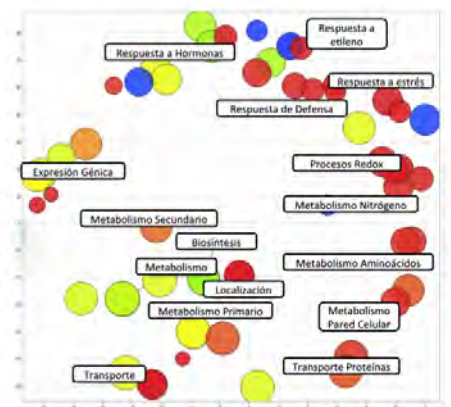 Respuesta a
etileno
Respuesta a Hormonas
Respuesta a estrés
Respuesta de Defensa
Procesos Redox
Expresión Génica
Metabolismo Nitrógeno
Metabolismo Secundario
Biosíntesis
Metabolismo
Metabolismo Aminoácidos
Localización
Metabolismo Primario
Metabolismo
Pared Celular
Transporte Proteínas
Transporte